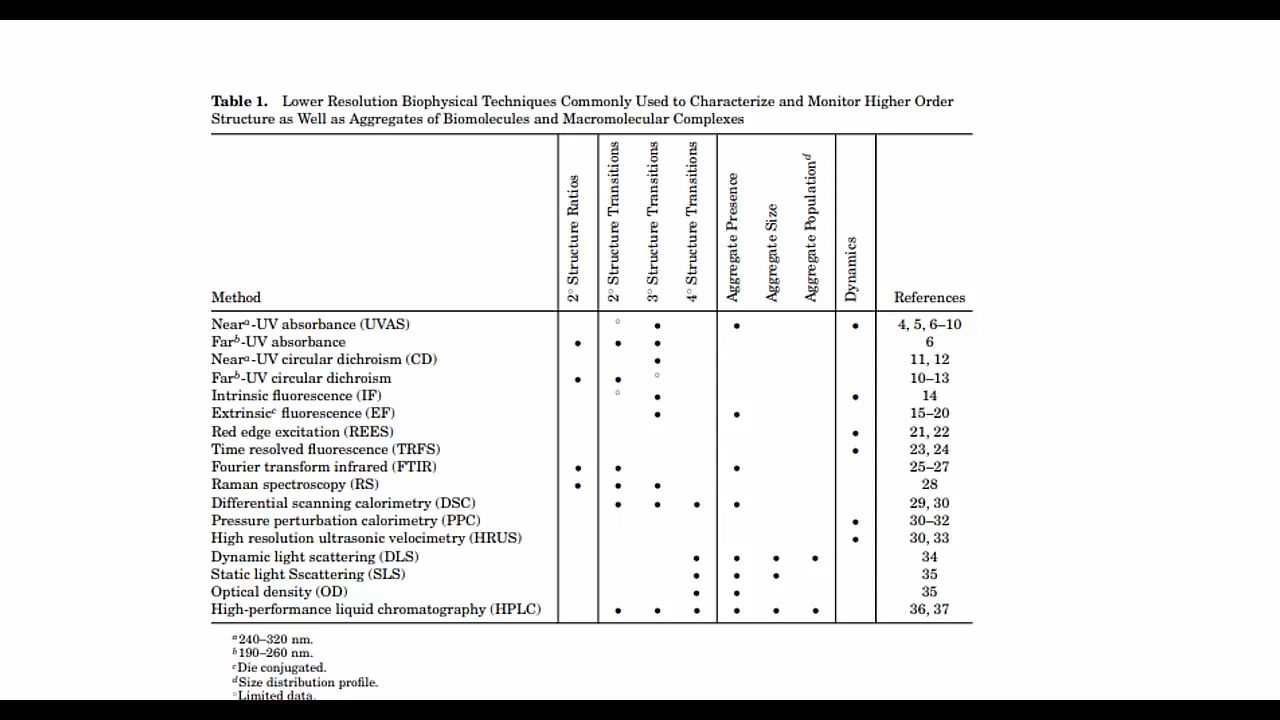 Table 1. Lower Resolution Biophysical Techniques Commonly Used to Characterize and Monitor Higher Order
Structure as Well as Aggregates of Biomolecules and Macromolecular Complexes
Method 2° Structure Ratios 2° Structure Transitions 3° Structure Transitions 4° Structure Transitions Aggregate Presence Aggregate Size Aggregate Population^d Dynamics References
Near^a-UV absorbance (UVAS) ° • • • 4, 5, 6–10
Far^b-UV absorbance • • • 6
Near^a-UV circular dichroism (CD) • 11, 12
Far^b-UV circular dichroism • • ° 10–13
Intrinsic fluorescence (IF) ° • • 14
Extrinsic^c fluorescence (EF) • • 15–20
Red edge excitation (REES) • 21, 22
Time resolved fluorescence (TRFS) • 23, 24
Fourier transform infrared (FTIR) • • • 25–27
Raman spectroscopy (RS) • • • 28
Differential scanning calorimetry (DSC) • • • • 29, 30
Pressure perturbation calorimetry (PPC) • 30–32
High resolution ultrasonic velocimetry (HRUS) • 30, 33
Dynamic light scattering (DLS) • • • • 34
Static light Sscattering (SLS) • • • 35
Optical density (OD) • • 35
High-performance liquid chromatography (HPLC) • • • • • • 36, 37
^a240–320 nm.
^b190–260 nm.
^cDie conjugated.
^dSize distribution profile.
°Limited data.